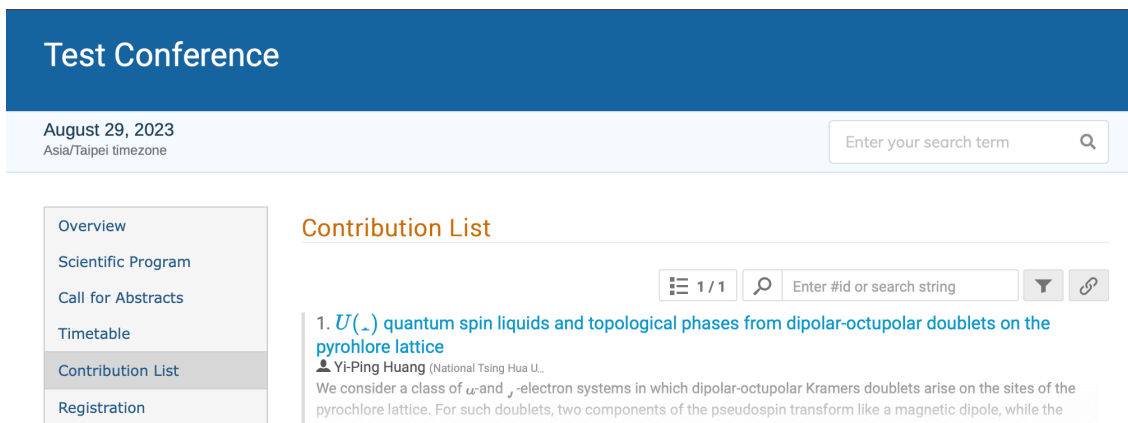 Test Conference
August 29, 2023
Asia/Taipei timezone
Enter your search term
Overview
Scientific Program
Call for Abstracts
Timetable
Contribution List
Registration
Contribution List
1 / 1
Enter #id or search string
1. U( ) quantum spin liquids and topological phases from dipolar-octupolar doublets on the
pyrohlore lattice
Yi-Ping Huang (National Tsing Hua U...
We consider a class of -and -electron systems in which dipolar-octupolar Kramers doublets arise on the sites of the
pyrochlore lattice. For such doublets, two components of the pseudospin transform like a magnetic dipole, while the